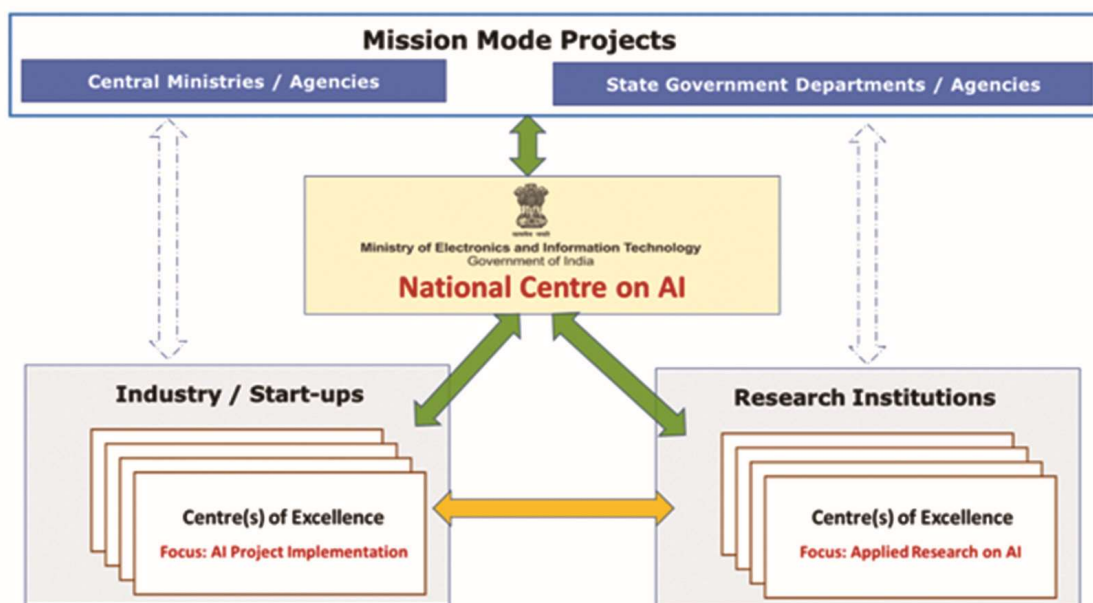 Mission Mode Projects
Central Ministries / Agencies
State Government Departments / Agencies
Ministry of Electronics and Information Technology
Government of India
National Centre on AI
Industry / Start-ups
Centre(s) of Excellence
Focus: AI Project Implementation
Research Institutions
Centre(s) of Excellence
Focus: Applied Research on AI